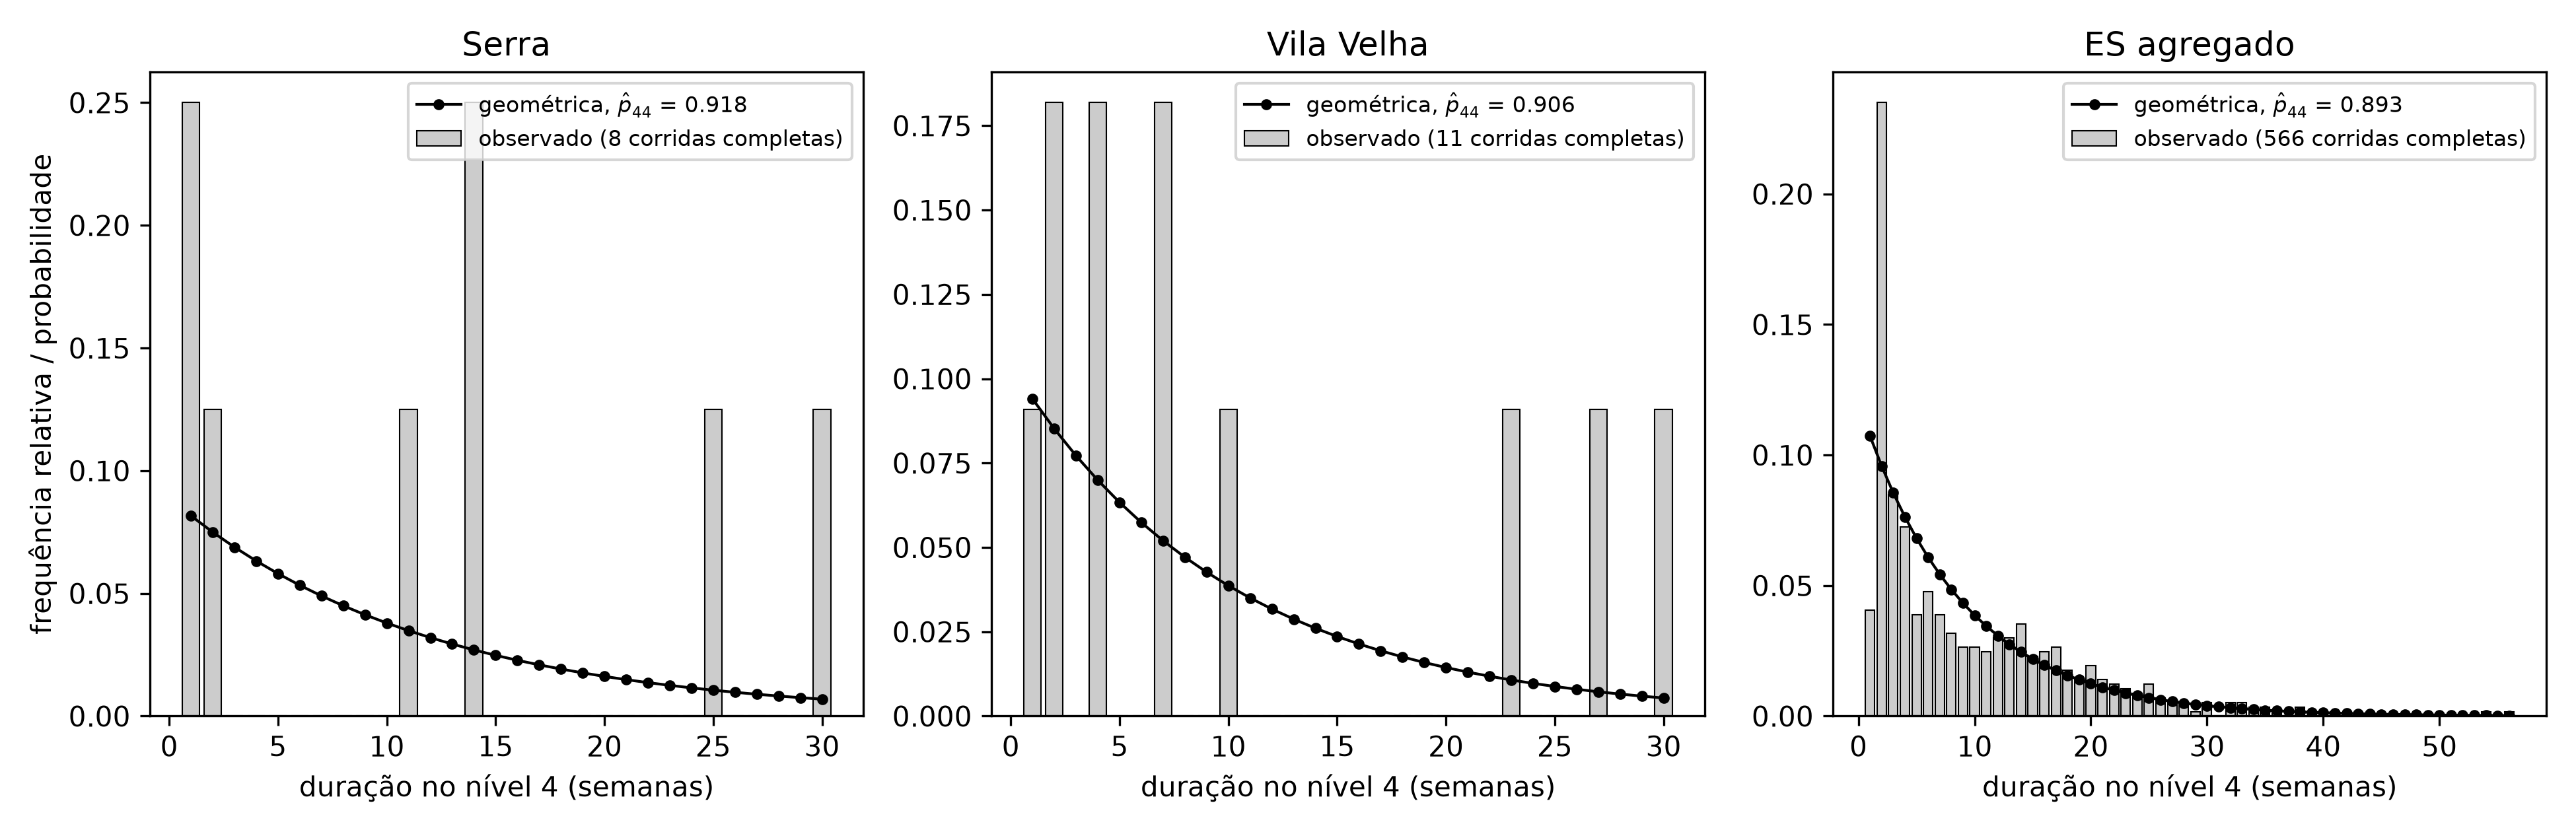 Serra
geométrica, p̂44 = 0.918
observado (8 corridas completas)
frequência relativa / probabilidade
0.25
0.20
0.15
0.10
0.05
0.00
0 5 10 15 20 25 30
duração no nível 4 (semanas)
Vila Velha
geométrica, p̂44 = 0.906
observado (11 corridas completas)
0.175
0.150
0.125
0.100
0.075
0.050
0.025
0.000
0 5 10 15 20 25 30
duração no nível 4 (semanas)
ES agregado
geométrica, p̂44 = 0.893
observado (566 corridas completas)
0.20
0.15
0.10
0.05
0.00
0 10 20 30 40 50
duração no nível 4 (semanas)